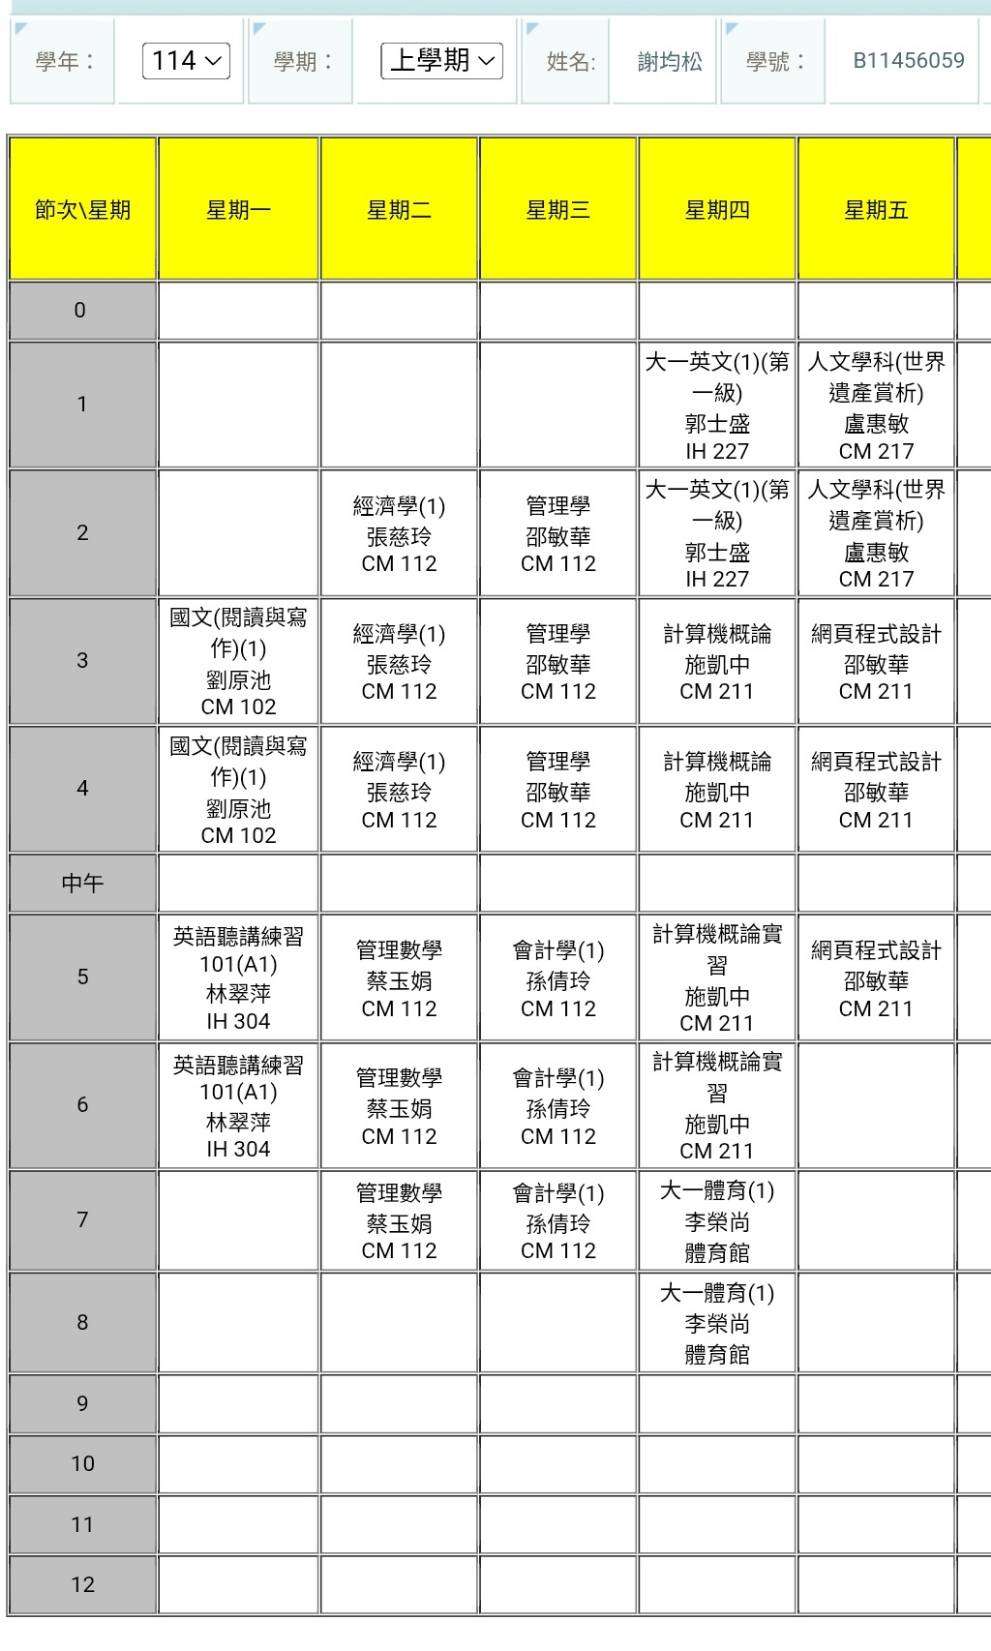 學年： 114 學期： 上學期 姓名: 謝均松 學號： B11456059
節次\星期 星期一 星期二 星期三 星期四 星期五
0
1
大一英文(1)(第
一級)
郭士盛
IH 227
人文學科(世界
遺產賞析)
盧惠敏
CM 217
2
經濟學(1)
張慈玲
CM 112
管理學
邵敏華
CM 112
大一英文(1)(第
一級)
郭士盛
IH 227
人文學科(世界
遺產賞析)
盧惠敏
CM 217
3
國文(閱讀與寫
作)(1)
劉原池
CM 102
經濟學(1)
張慈玲
CM 112
管理學
邵敏華
CM 112
計算機概論
施凱中
CM 211
網頁程式設計
邵敏華
CM 211
4
國文(閱讀與寫
作)(1)
劉原池
CM 102
經濟學(1)
張慈玲
CM 112
管理學
邵敏華
CM 112
計算機概論
施凱中
CM 211
網頁程式設計
邵敏華
CM 211
中午
5
英語聽講練習
101(A1)
林翠萍
IH 304
管理數學
蔡玉娟
CM 112
會計學(1)
孫倩玲
CM 112
計算機概論實
習
施凱中
CM 211
網頁程式設計
邵敏華
CM 211
6
英語聽講練習
101(A1)
林翠萍
IH 304
管理數學
蔡玉娟
CM 112
會計學(1)
孫倩玲
CM 112
計算機概論實
習
施凱中
CM 211
7
管理數學
蔡玉娟
CM 112
會計學(1)
孫倩玲
CM 112
大一體育(1)
李榮尚
體育館
8
大一體育(1)
李榮尚
體育館
9
10
11
12